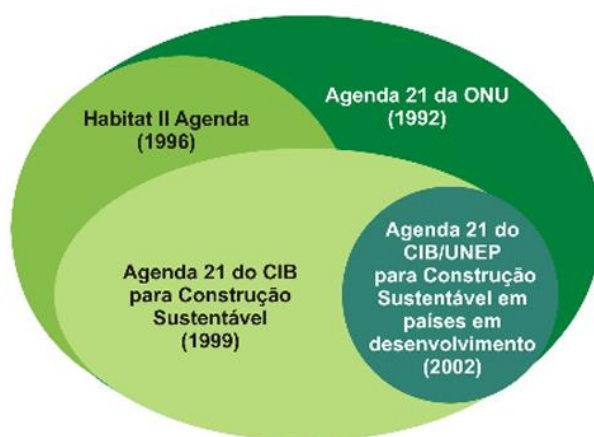 Agenda 21 da ONU
(1992)
Habitat II Agenda
(1996)
Agenda 21 do CIB
para Construção
Sustentável
(1999)
Agenda 21 do
CIB/UNEP
para Construção
Sustentável em
países em
desenvolvimento
(2002)